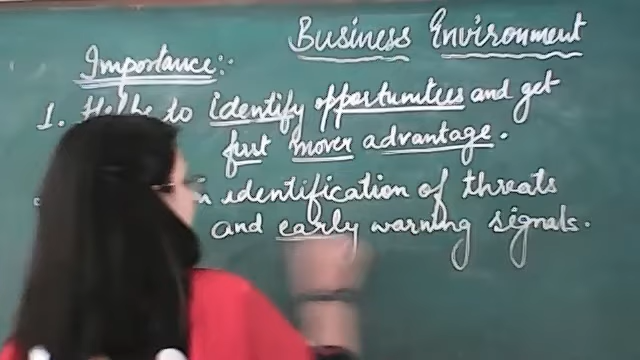 Business Environment
Importance:-
1. Helps to identify opportunities and get
first mover advantage.
identification of threats
and early warning signals.